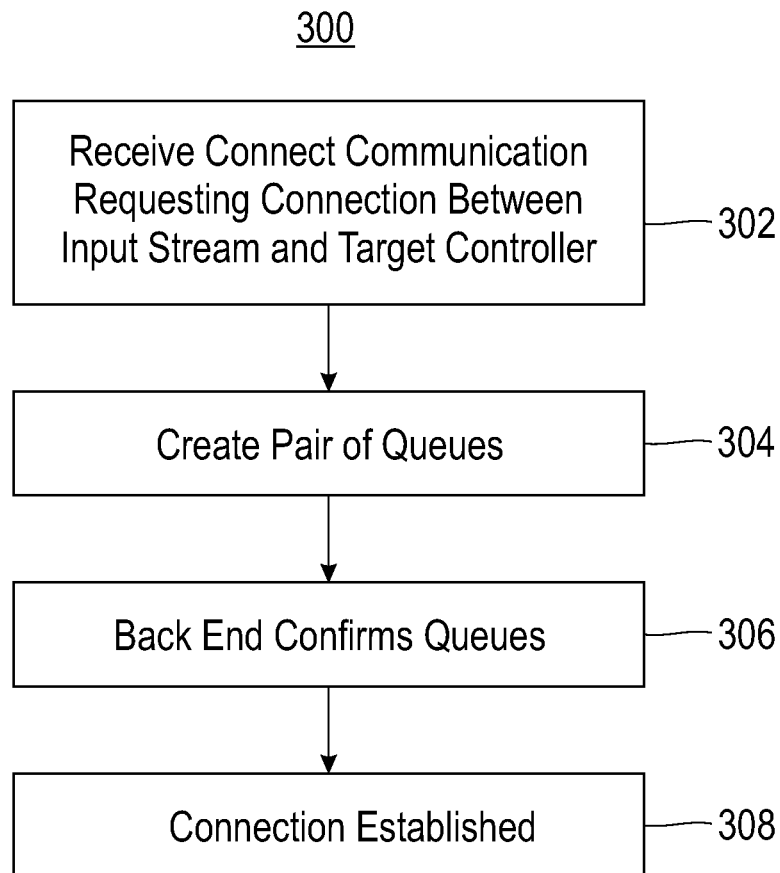 300
Receive Connect Communication
Requesting Connection Between
Input Stream and Target Controller
302
Create Pair of Queues
304
Back End Confirms Queues
306
Connection Established
308